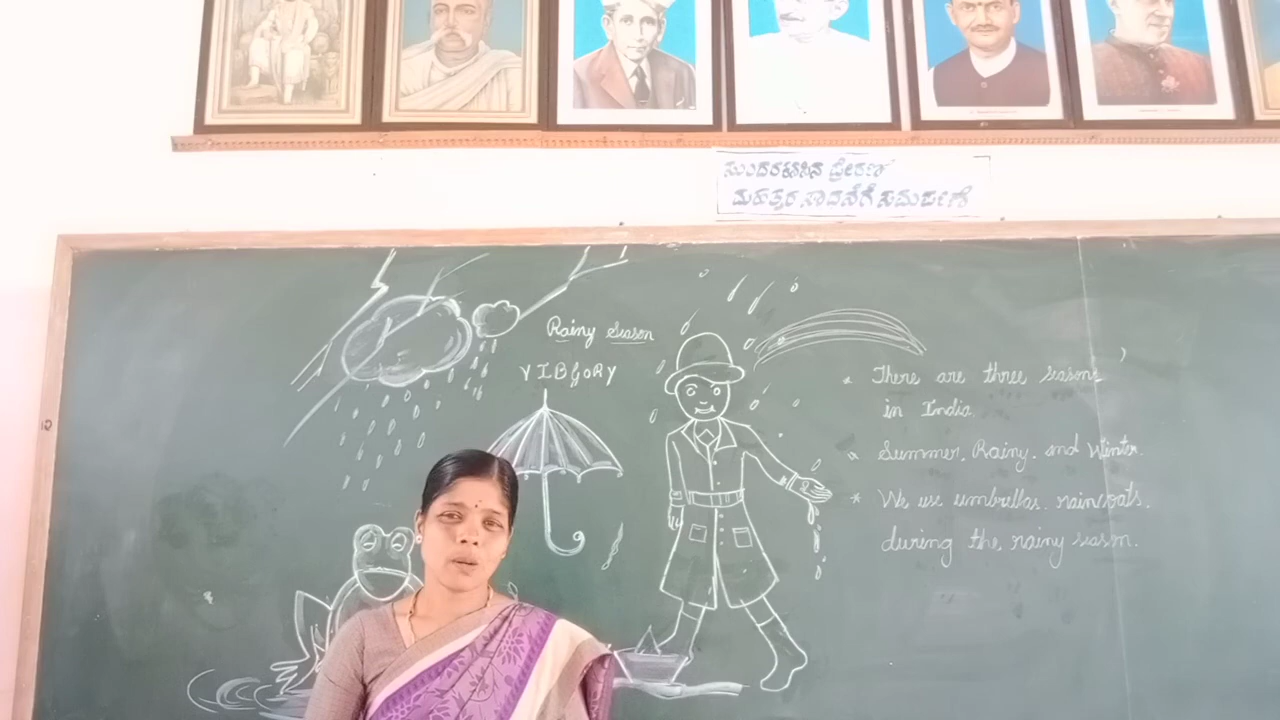 Rainy Season
VIBGORY
* There are three seasons
in India.
* Summer, Rainy, and Winter.
* We use umbrellas, raincoats.
during the rainy season.